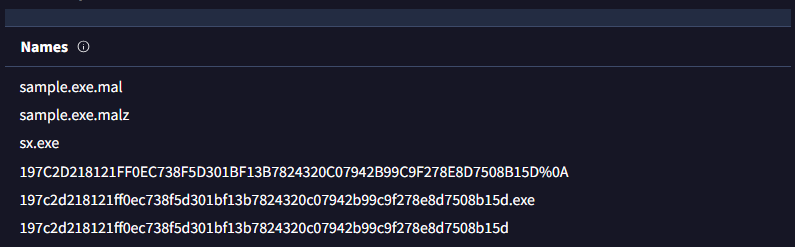 Names
sample.exe.mal
sample.exe.malz
sx.exe
197C2D218121FF0EC738F5D301BF13B7824320C07942B99C9F278E8D7508B15D%0A
197c2d218121ff0ec738f5d301bf13b7824320c07942b99c9f278e8d7508b15d.exe
197c2d218121ff0ec738f5d301bf13b7824320c07942b99c9f278e8d7508b15d